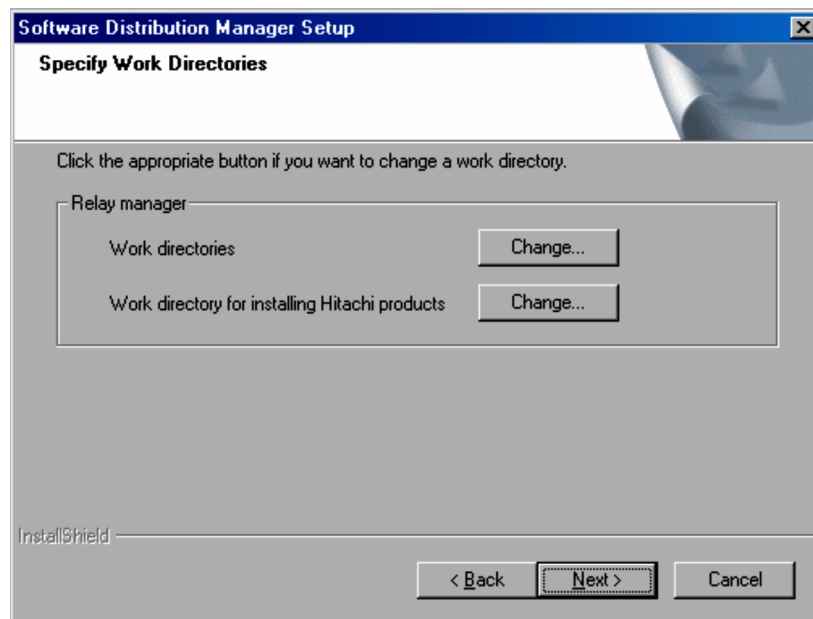 Software Distribution Manager Setup
Specify Work Directories
Click the appropriate button if you want to change a work directory.
Relay manager
Work directories
Change...
Work directory for installing Hitachi products
Change...
InstallShield
< Back
Next >
Cancel